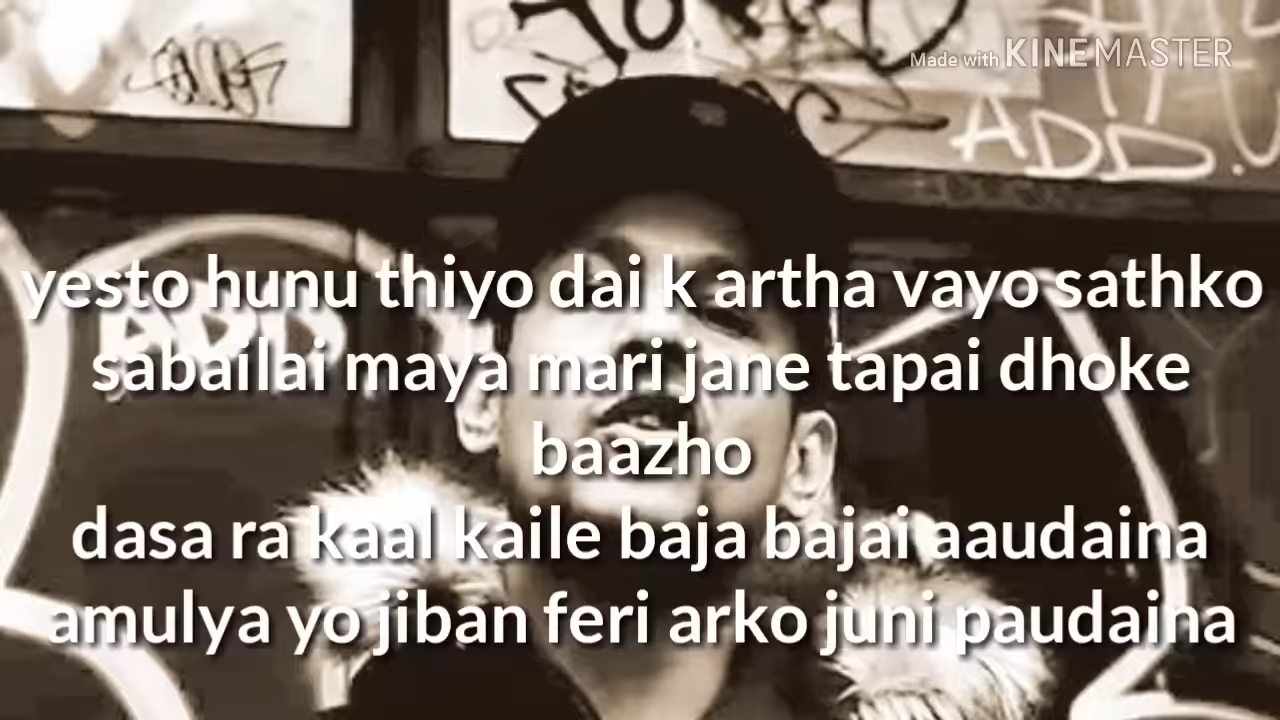 Made with KINEMASTER
ADD.
yesto hunu thiyo dai k artha vayo sathko
sabailai maya mari jane tapai dhoke
baazho
dasa ra kaal kaile baja bajai aaudaina
amulya yo jiban feri arko juni paudaina